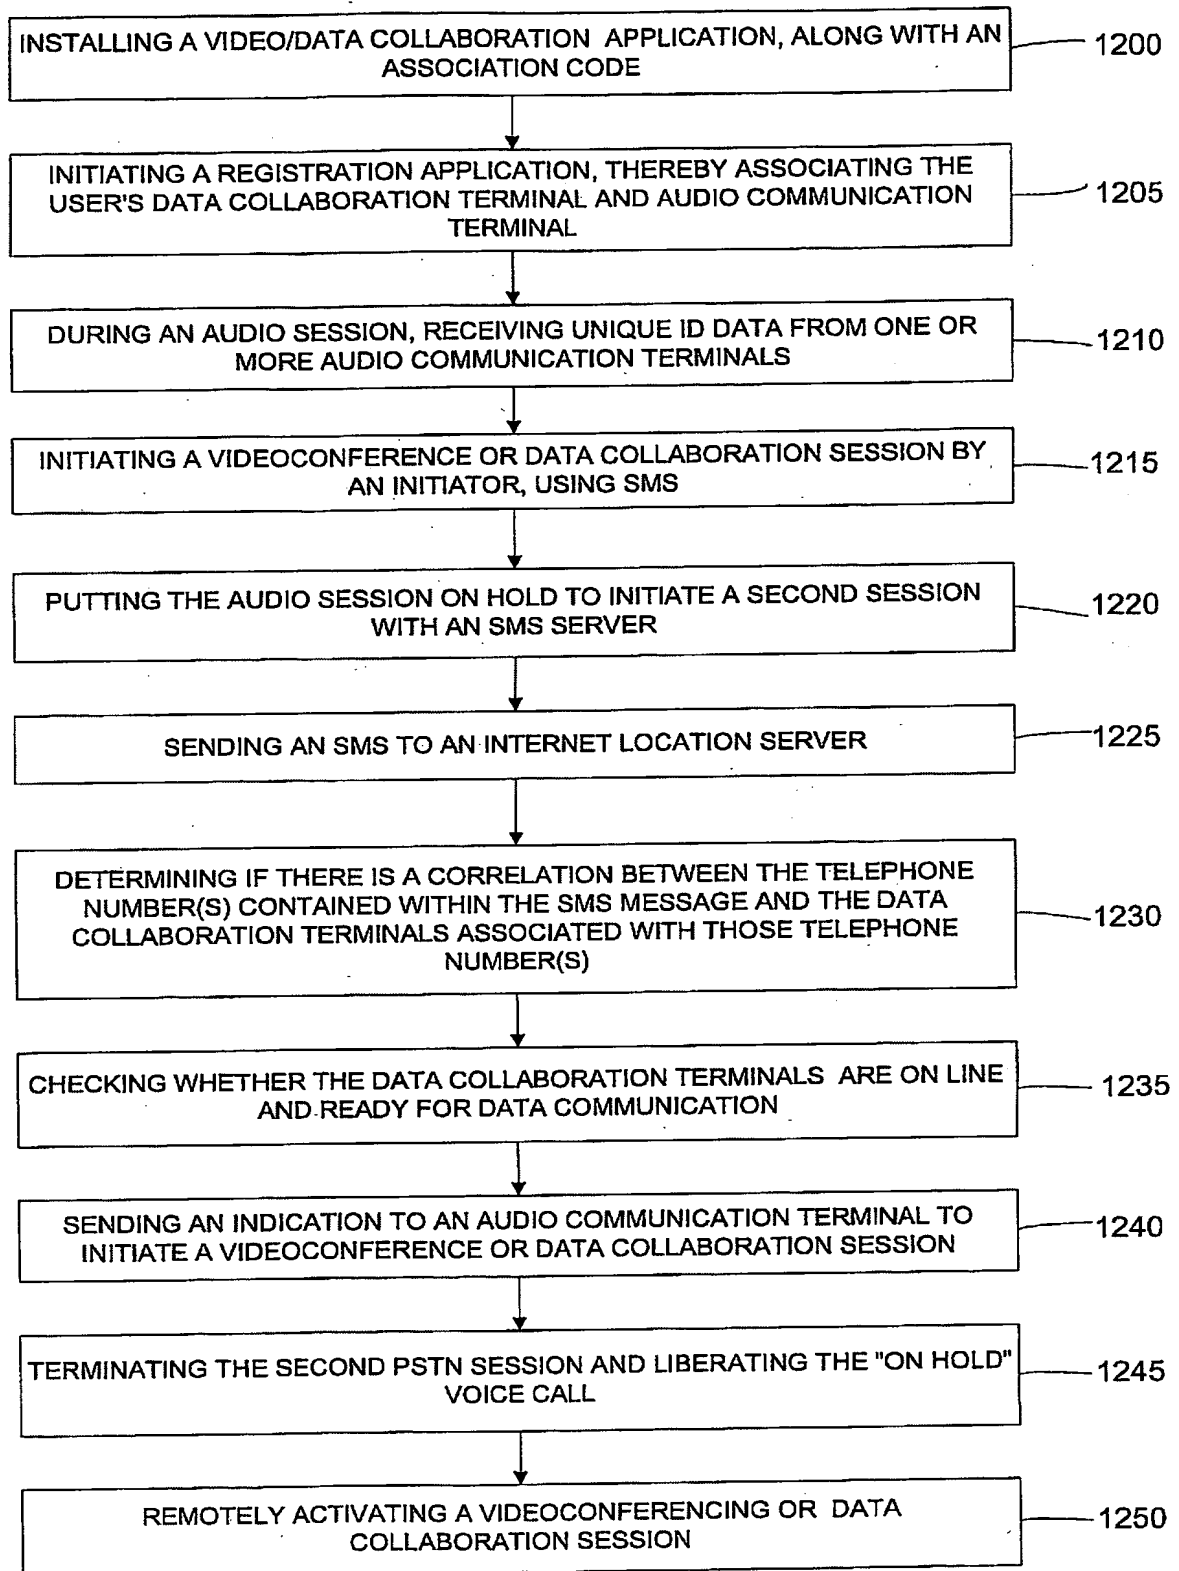 INSTALLING A VIDEO/DATA COLLABORATION APPLICATION, ALONG WITH AN
ASSOCIATION CODE
1200
INITIATING A REGISTRATION APPLICATION, THEREBY ASSOCIATING THE
USER'S DATA COLLABORATION TERMINAL AND AUDIO COMMUNICATION
TERMINAL
1205
DURING AN AUDIO SESSION, RECEIVING UNIQUE ID DATA FROM ONE OR
MORE AUDIO COMMUNICATION TERMINALS
1210
INITIATING A VIDEOCONFERENCE OR DATA COLLABORATION SESSION BY
AN INITIATOR, USING SMS
1215
PUTTING THE AUDIO SESSION ON HOLD TO INITIATE A SECOND SESSION
WITH AN SMS SERVER
1220
SENDING AN SMS TO AN INTERNET LOCATION SERVER
1225
DETERMINING IF THERE IS A CORRELATION BETWEEN THE TELEPHONE
NUMBER(S) CONTAINED WITHIN THE SMS MESSAGE AND THE DATA
COLLABORATION TERMINALS ASSOCIATED WITH THOSE TELEPHONE
NUMBER(S)
1230
CHECKING WHETHER THE DATA COLLABORATION TERMINALS ARE ON LINE
AND READY FOR DATA COMMUNICATION
1235
SENDING AN INDICATION TO AN AUDIO COMMUNICATION TERMINAL TO
INITIATE A VIDEOCONFERENCE OR DATA COLLABORATION SESSION
1240
TERMINATING THE SECOND PSTN SESSION AND LIBERATING THE "ON HOLD"
VOICE CALL
1245
REMOTELY ACTIVATING A VIDEOCONFERENCING OR DATA
COLLABORATION SESSION
1250